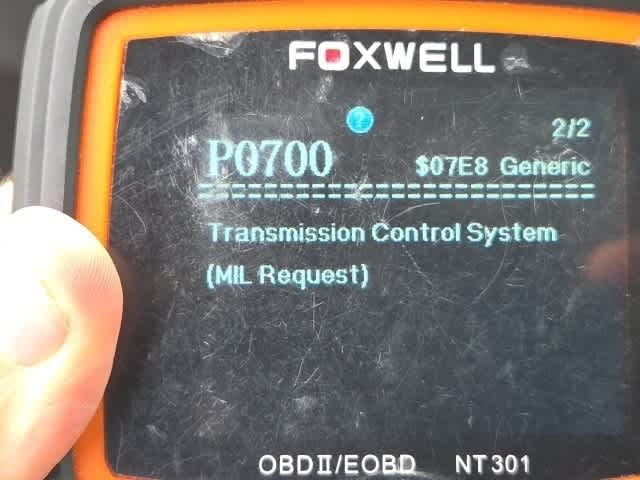 FOXWELL
?
2/2
P0700 $07E8 Generic
==========================
Transmission Control System
(MIL Request)
OBDII/EOBD NT301